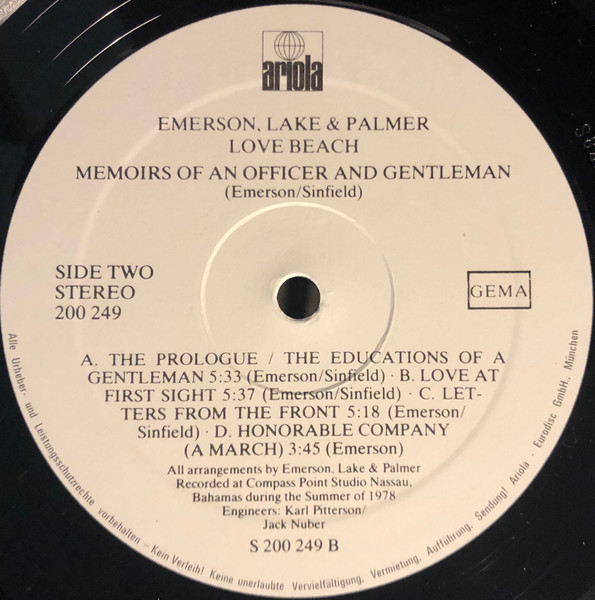 ariola
EMERSON, LAKE & PALMER
LOVE BEACH
MEMOIRS OF AN OFFICER AND GENTLEMAN
(Emerson/Sinfield)
SIDE TWO
STEREO
200 249
GEMA
A. THE PROLOGUE / THE EDUCATIONS OF A
GENTLEMAN 5:33 (Emerson/Sinfield) · B. LOVE AT
FIRST SIGHT 5:37 (Emerson/Sinfield) · C. LET-
TERS FROM THE FRONT 5:18 (Emerson/
Sinfield) · D. HONORABLE COMPANY
(A MARCH) 3:45 (Emerson)
All arrangements by Emerson, Lake & Palmer
Recorded at Compass Point Studio Nassau,
Bahamas during the Summer of 1978
Engineers: Karl Pitterson/
Jack Nuber
S 200 249 B
Alle Urheber- und Leistungsschutzrechte vorbehalten - Kein Verleih! Keine unerlaubte Vervielfältigung, Vermietung, Aufführung, Sendung! Ariola - Eurodisc GmbH., München